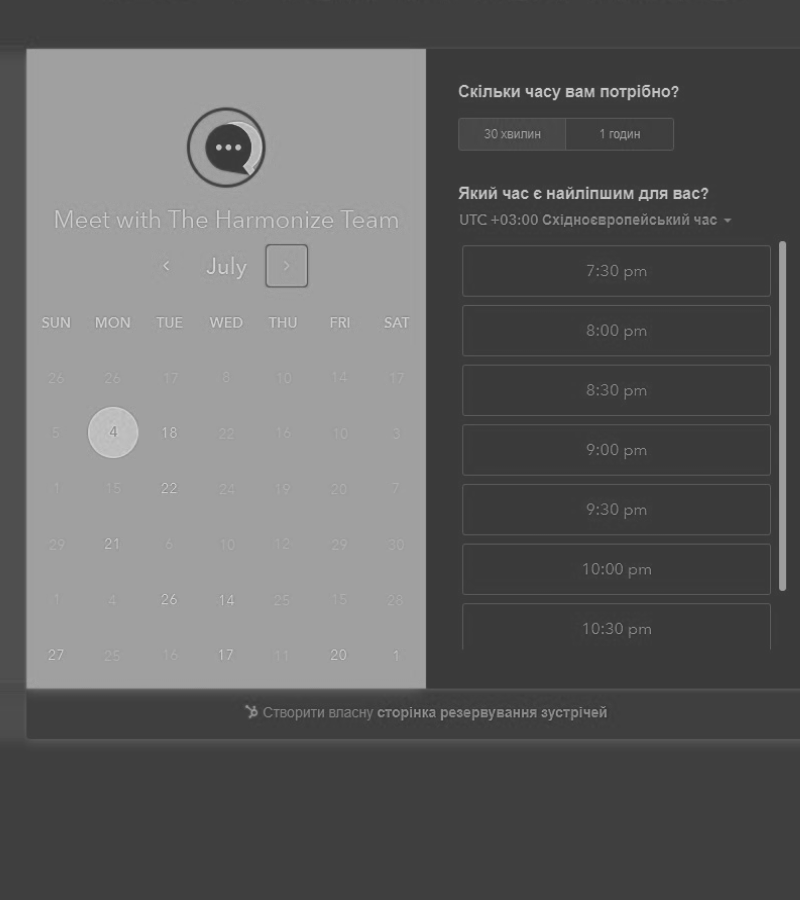 Meet with The Harmonize Team
July
SUN MON TUE WED THU FRI SAT
26 26 17 8 10 14 17
5 4 18 22 16 10 3
1 15 22 24 19 20 7
29 21 6 10 12 29 30
1 4 26 14 25 15 28
27 25 16 17 11 20 1
Скільки часу вам потрібно?
30 хвилин 1 годин
Який час є найліпшим для вас?
UTC +03:00 Східноєвропейський час
7:30 pm
8:00 pm
8:30 pm
9:00 pm
9:30 pm
10:00 pm
10:30 pm
Створити власну сторінка резервування зустрічей